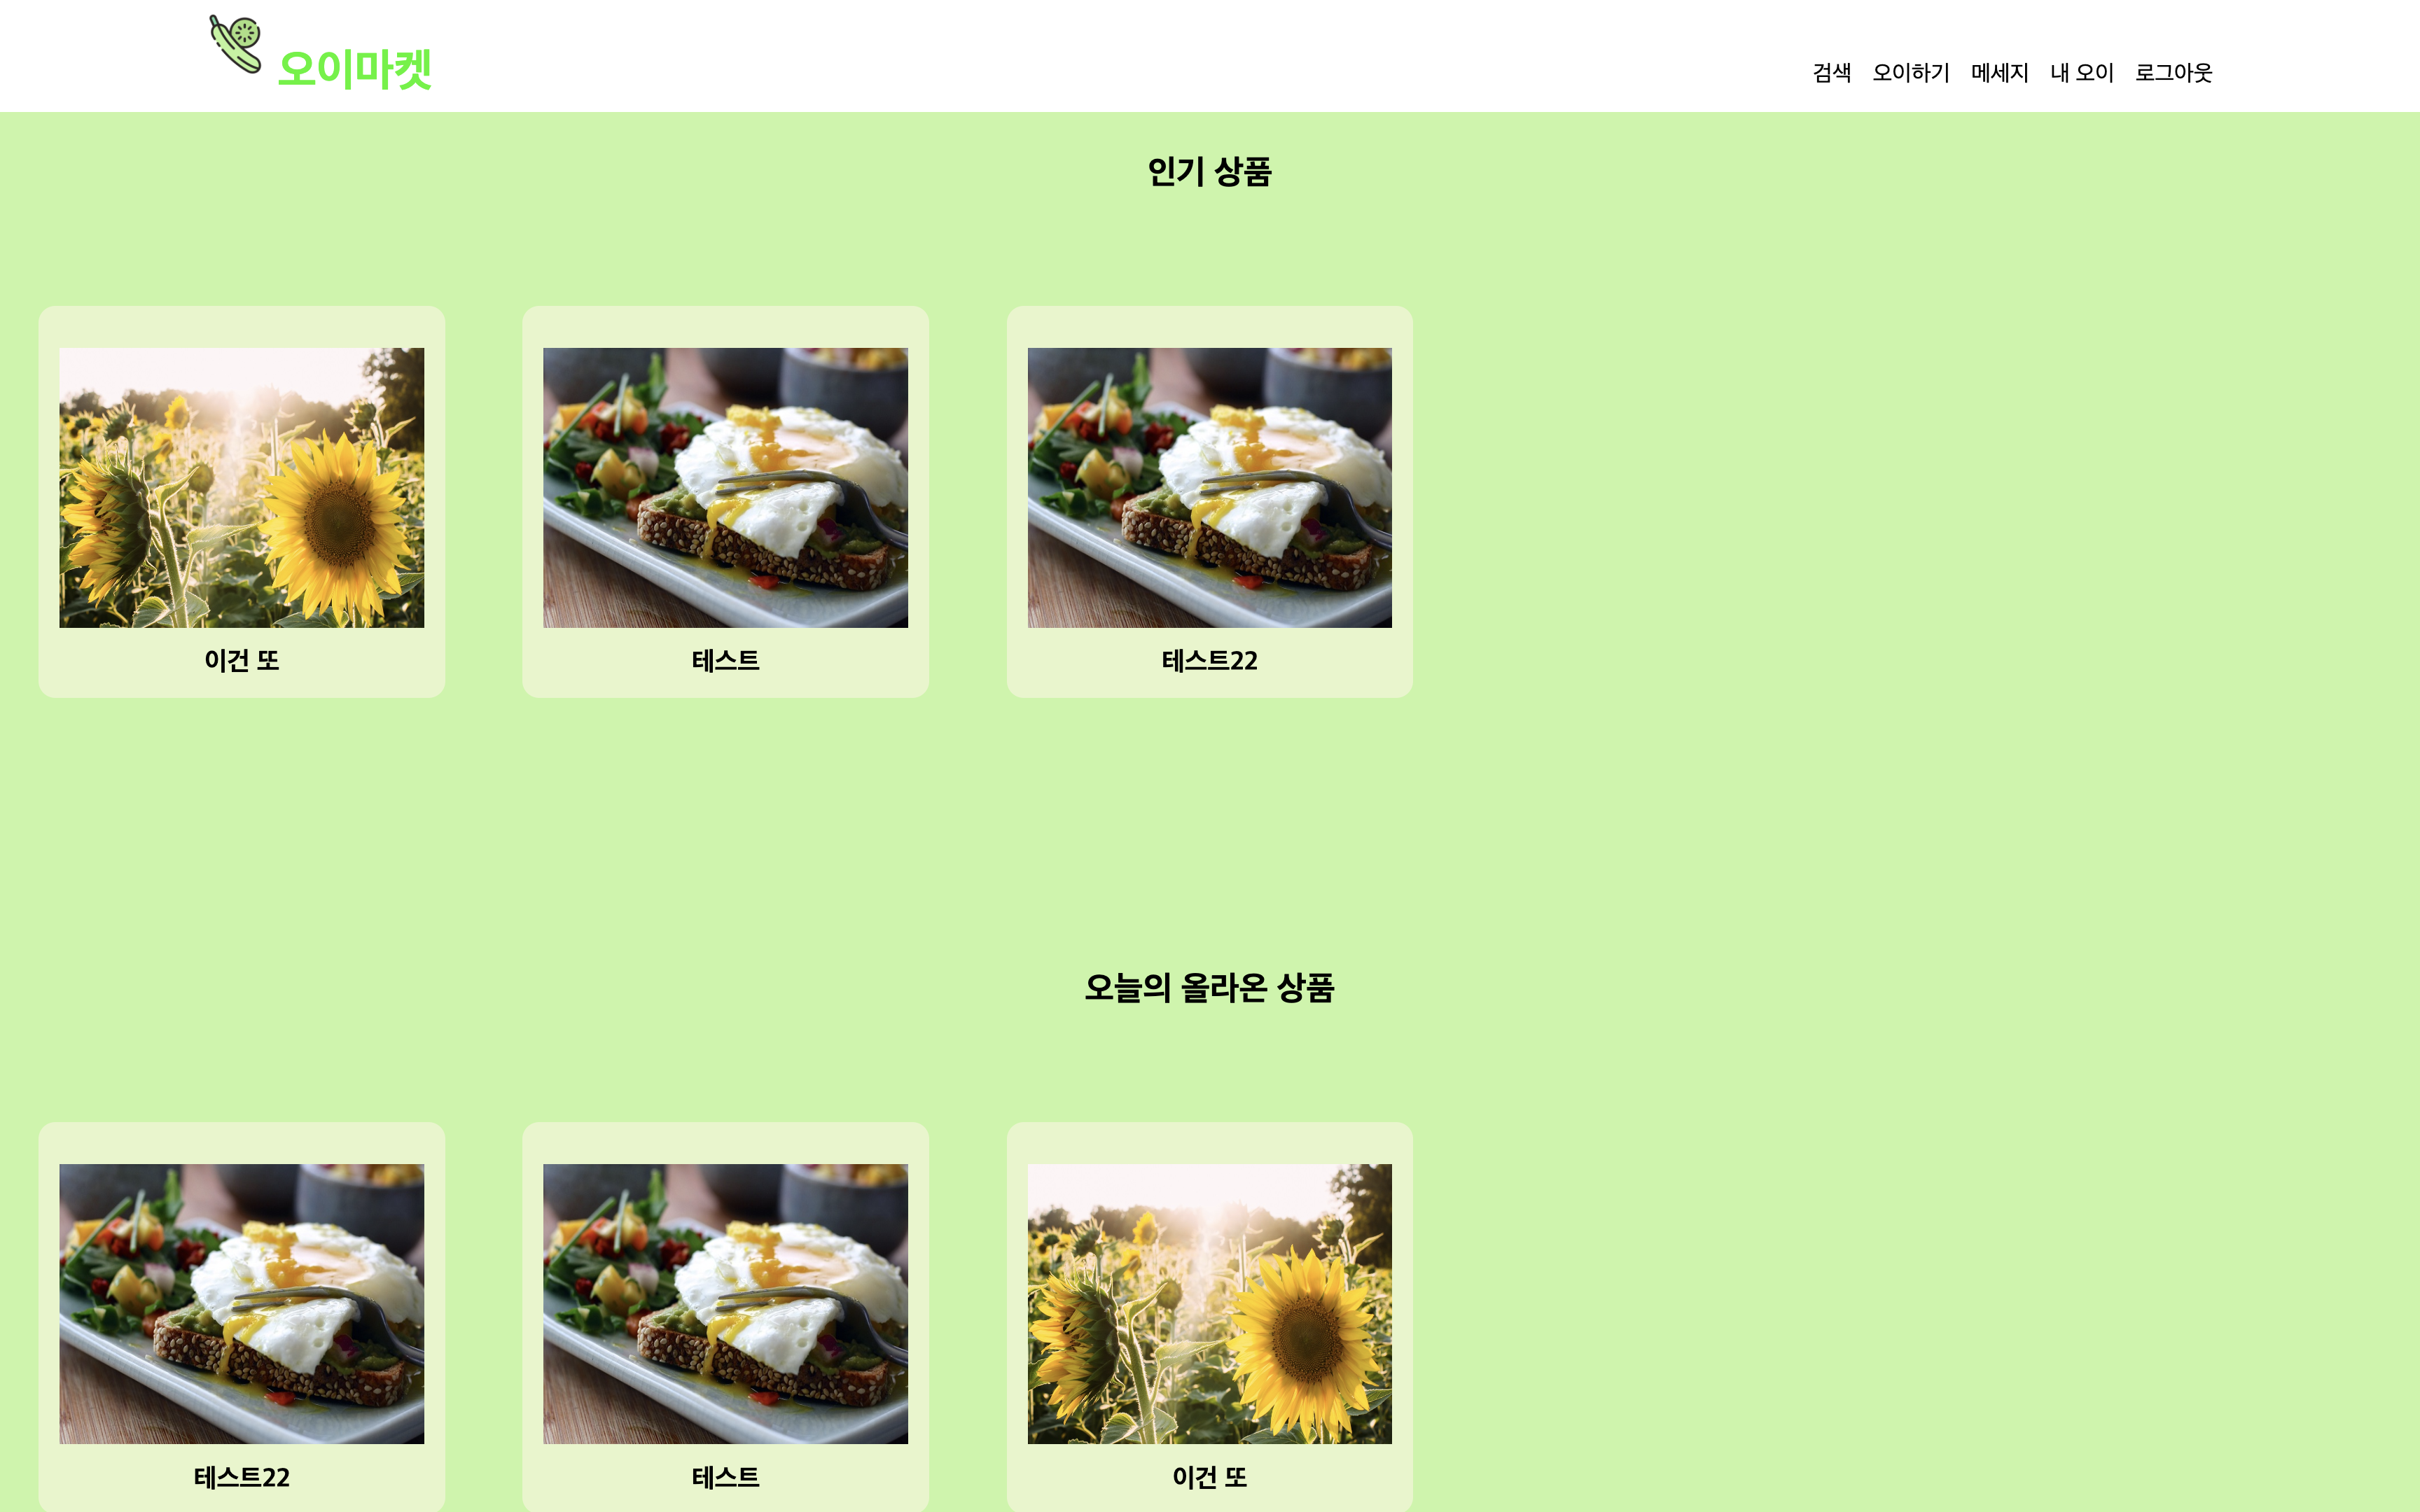 오이마켓
검색 오이하기 메세지 내 오이 로그아웃
인기 상품
이건 또
테스트
테스트22
오늘의 올라온 상품
테스트22
테스트
이건 또